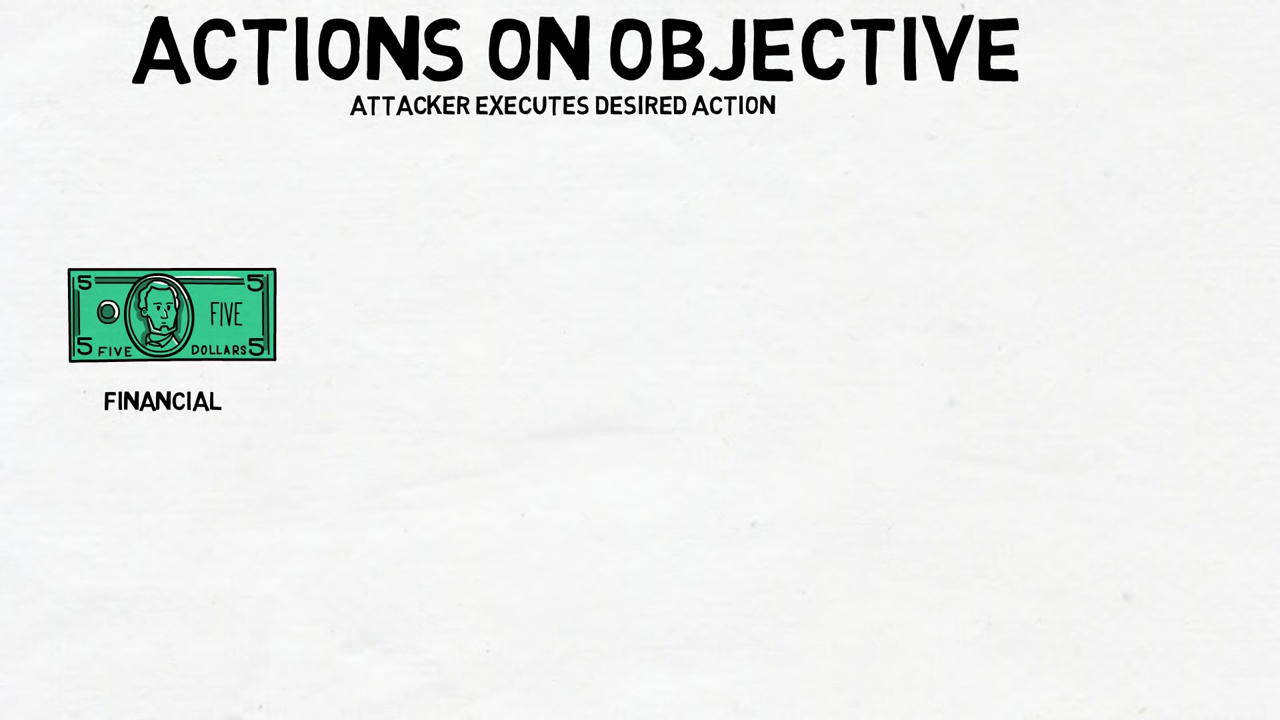 ACTIONS ON OBJECTIVE
ATTACKER EXECUTES DESIRED ACTION
5 5
FIVE
5 FIVE DOLLARS 5
FINANCIAL